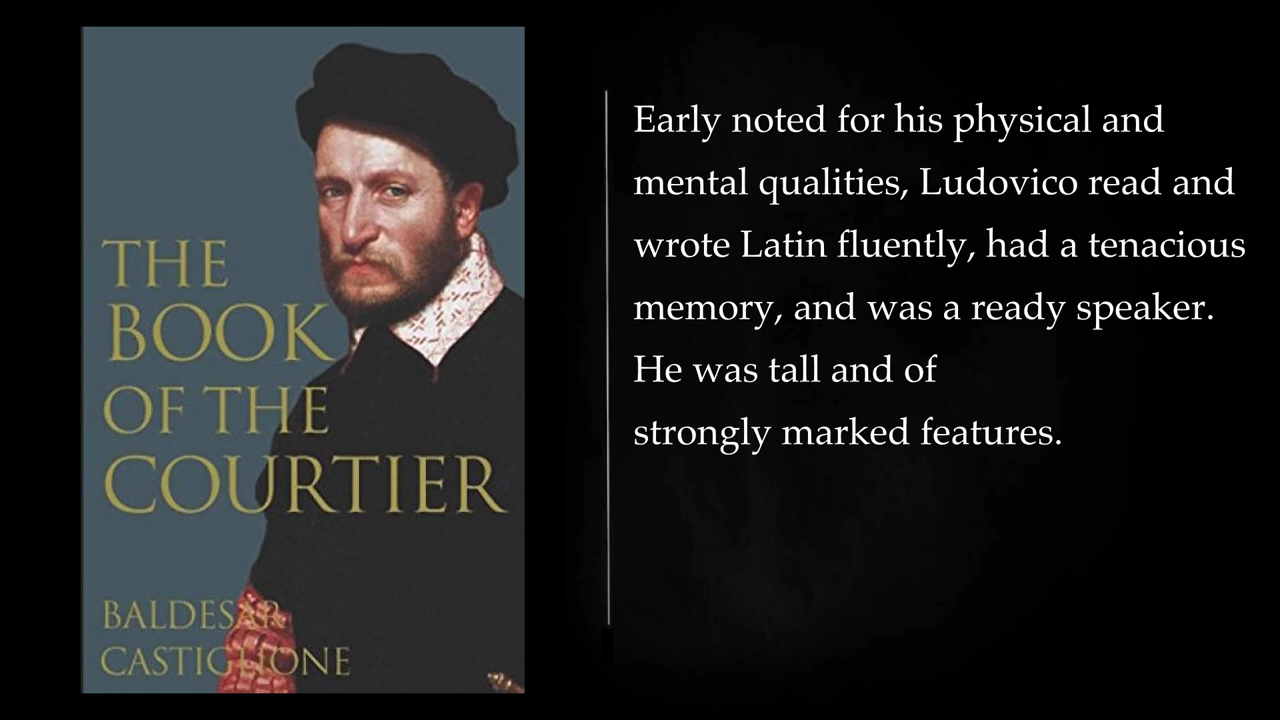 THE
BOOK
OF THE
COURTIER
BALDESAR
CASTIGLIONE
Early noted for his physical and
mental qualities, Ludovico read and
wrote Latin fluently, had a tenacious
memory, and was a ready speaker.
He was tall and of
strongly marked features.